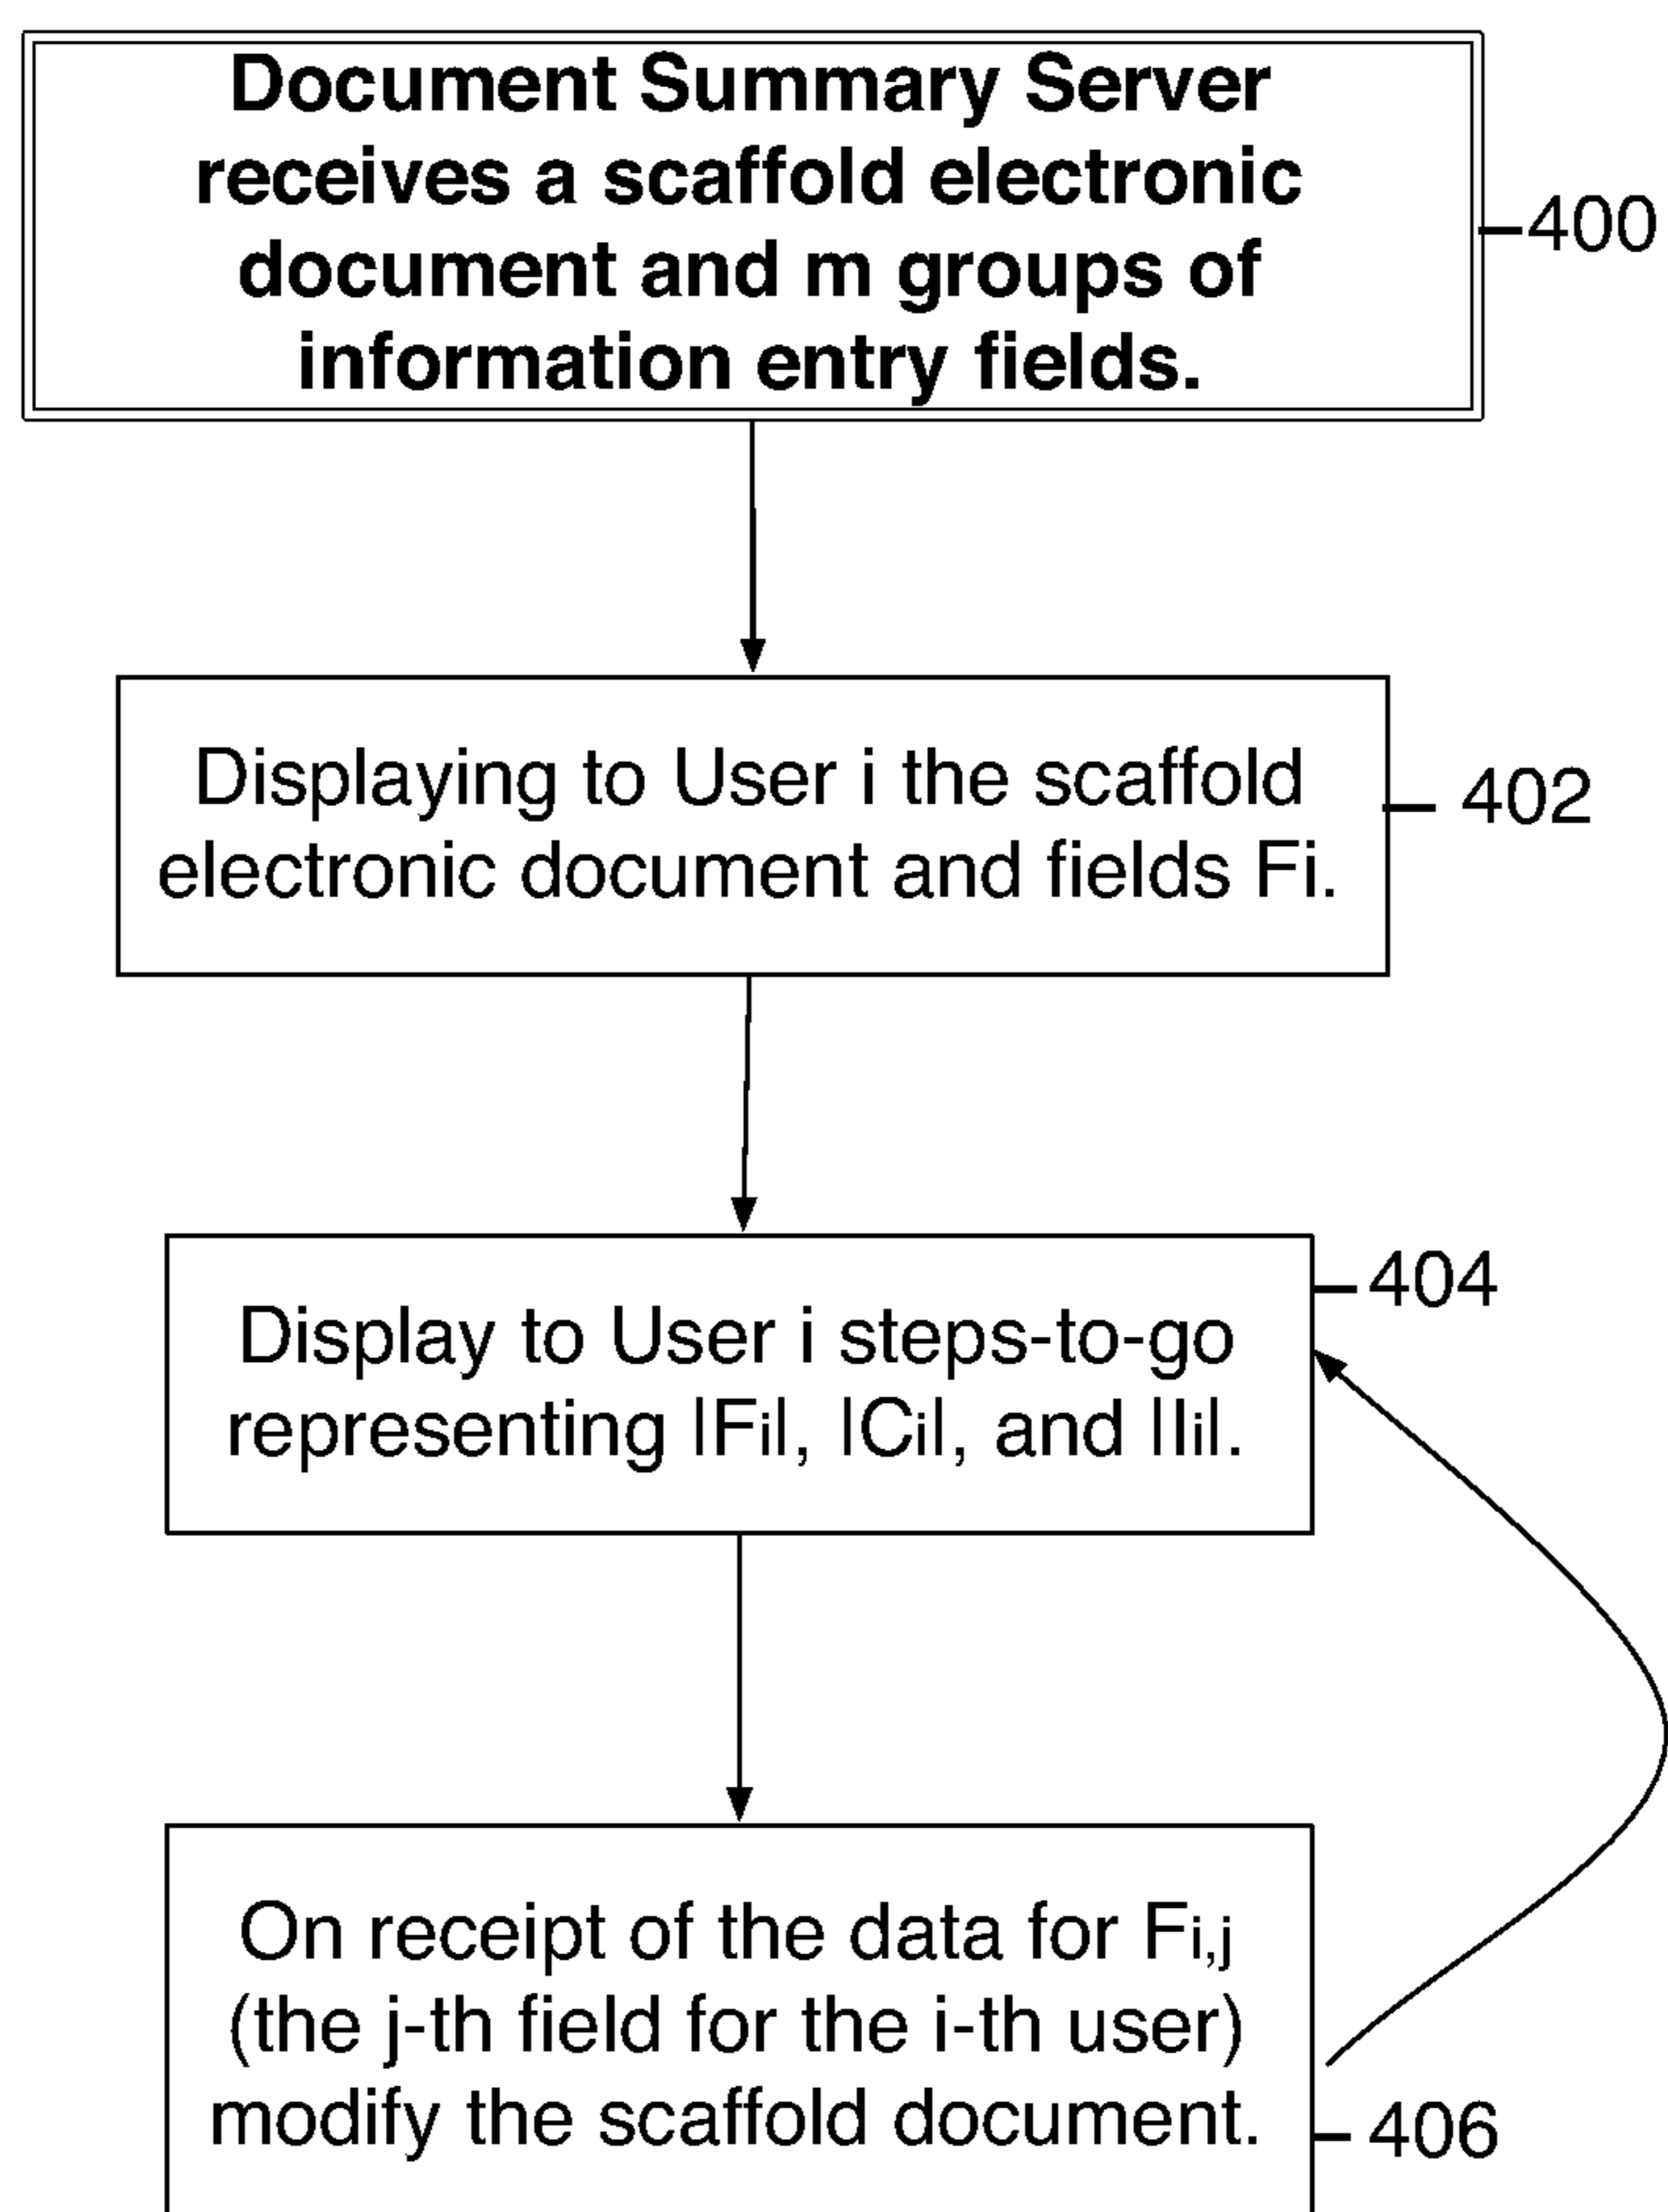 Document Summary Server
receives a scaffold electronic
document and m groups of
information entry fields.
400
Displaying to User i the scaffold
electronic document and fields Fi.
402
404
Display to User i steps-to-go
representing |Fi|, |Ci|, and |Ii|.
On receipt of the data for Fi,j
(the j-th field for the i-th user)
modify the scaffold document.
406